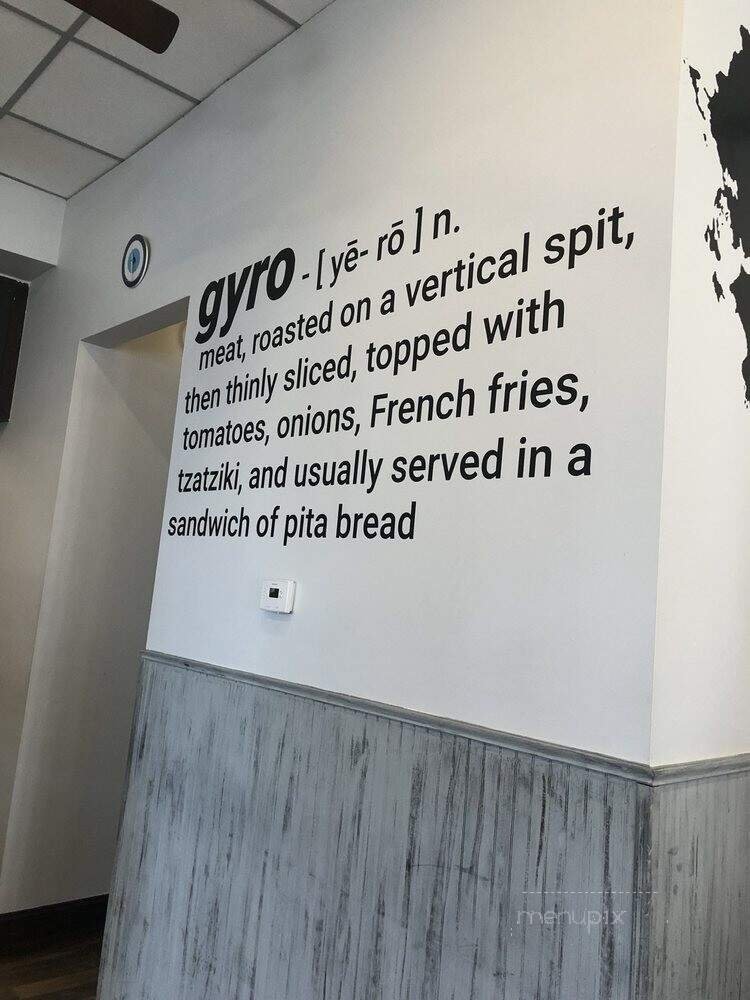 gyro - [ yē- rō ] n.
meat, roasted on a vertical spit,
then thinly sliced, topped with
tomatoes, onions, French fries,
tzatziki, and usually served in a
sandwich of pita bread
menupix